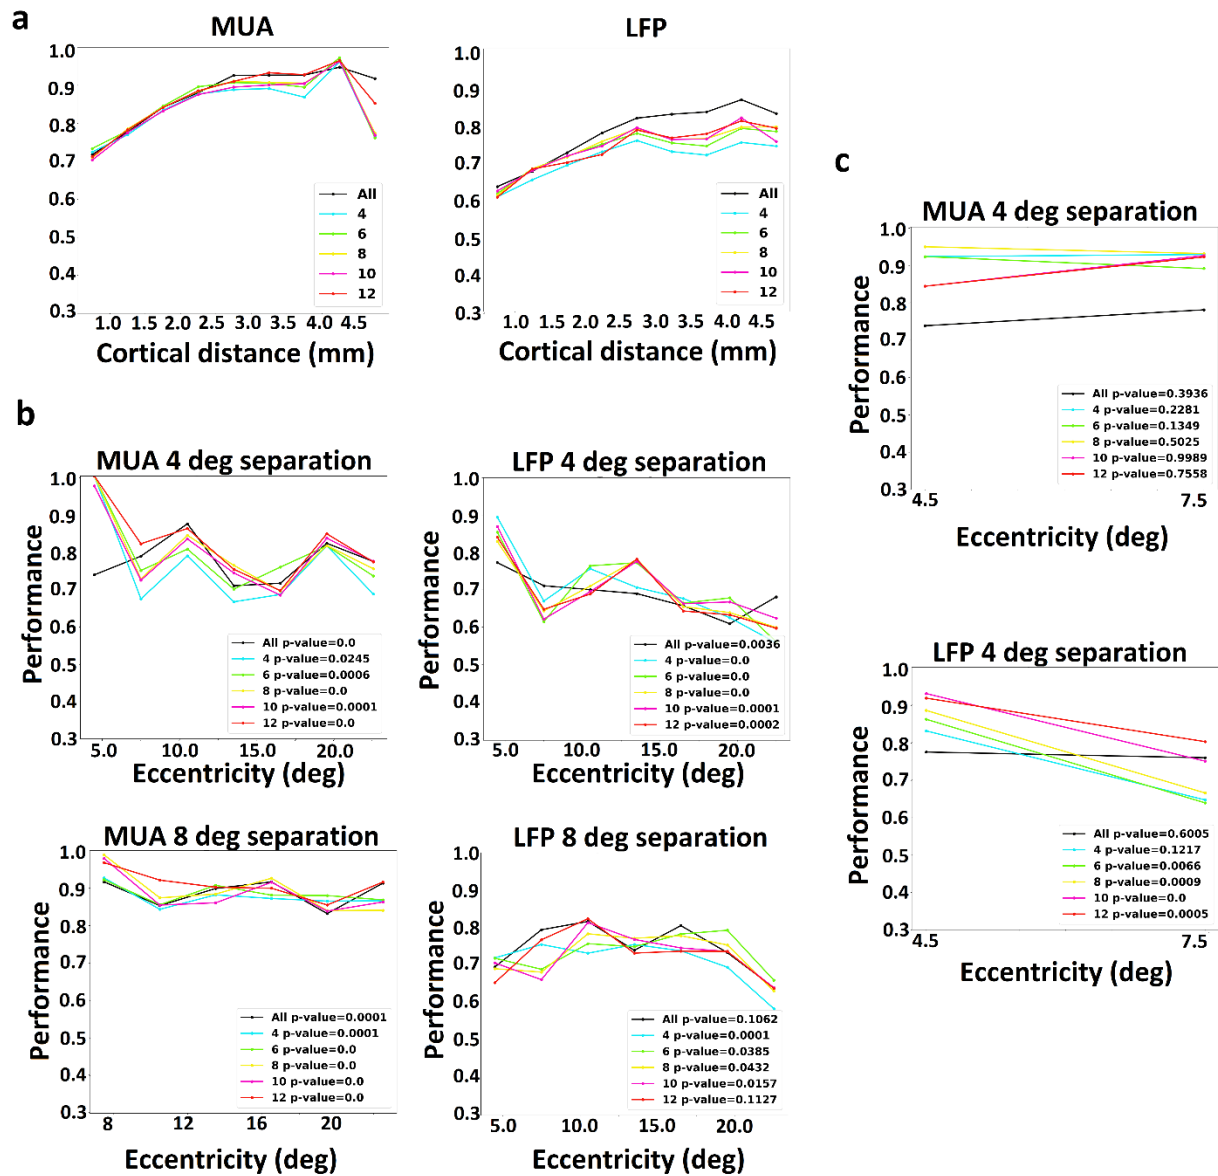 a
MUA
1.0
0.9
0.8
0.7
0.6
0.5
0.4
0.3
All
4
6
8
10
12
1.0 1.5 2.0 2.5 3.0 3.5 4.0 4.5
Cortical distance (mm)
LFP
1.0
0.9
0.8
0.7
0.6
0.5
0.4
0.3
All
4
6
8
10
12
1.0 1.5 2.0 2.5 3.0 3.5 4.0 4.5
Cortical distance (mm)
b
MUA 4 deg separation
Performance
1.0
0.9
0.8
0.7
0.6
0.5
0.4
0.3
All p-value=0.0
4 p-value=0.0245
6 p-value=0.0006
8 p-value=0.0
10 p-value=0.0001
12 p-value=0.0
5.0 10.0 15.0 20.0
Eccentricity (deg)
LFP 4 deg separation
Performance
1.0
0.9
0.8
0.7
0.6
0.5
0.4
0.3
All p-value=0.0036
4 p-value=0.0
6 p-value=0.0
8 p-value=0.0
10 p-value=0.0001
12 p-value=0.0002
5.0 10.0 15.0 20.0
Eccentricity (deg)
MUA 8 deg separation
Performance
1.0
0.9
0.8
0.7
0.6
0.5
0.4
0.3
All p-value=0.0001
4 p-value=0.0001
6 p-value=0.0
8 p-value=0.0
10 p-value=0.0
12 p-value=0.0
8 12 16 20
Eccentricity (deg)
LFP 8 deg separation
Performance
1.0
0.9
0.8
0.7
0.6
0.5
0.4
0.3
All p-value=0.1062
4 p-value=0.0001
6 p-value=0.0385
8 p-value=0.0432
10 p-value=0.0157
12 p-value=0.1127
5.0 10.0 15.0 20.0
Eccentricity (deg)
c
MUA 4 deg separation
Performance
1.0
0.9
0.8
0.7
0.6
0.5
0.4
0.3
All p-value=0.3936
4 p-value=0.2281
6 p-value=0.1349
8 p-value=0.5025
10 p-value=0.9989
12 p-value=0.7558
4.5 7.5
Eccentricity (deg)
LFP 4 deg separation
Performance
1.0
0.9
0.8
0.7
0.6
0.5
0.4
0.3
All p-value=0.6005
4 p-value=0.1217
6 p-value=0.0066
8 p-value=0.0009
10 p-value=0.0
12 p-value=0.0005
4.5 7.5
Eccentricity (deg)